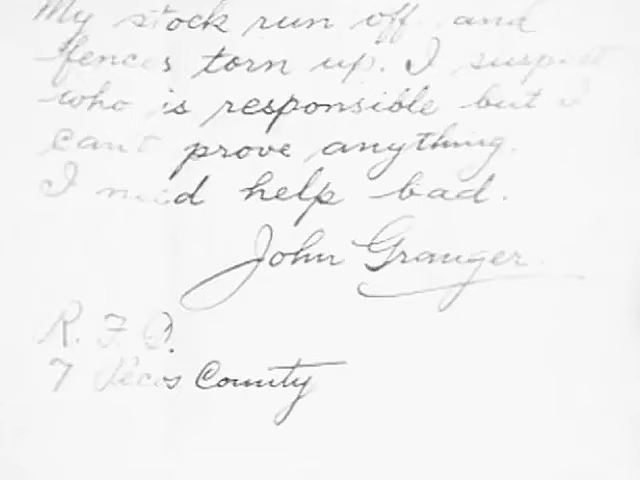 My stock run off and
fences torn up. I suspect
who is responsible but I
cant prove anything.
I need help bad.
John Granger
R. F. D.
7 Pecos County